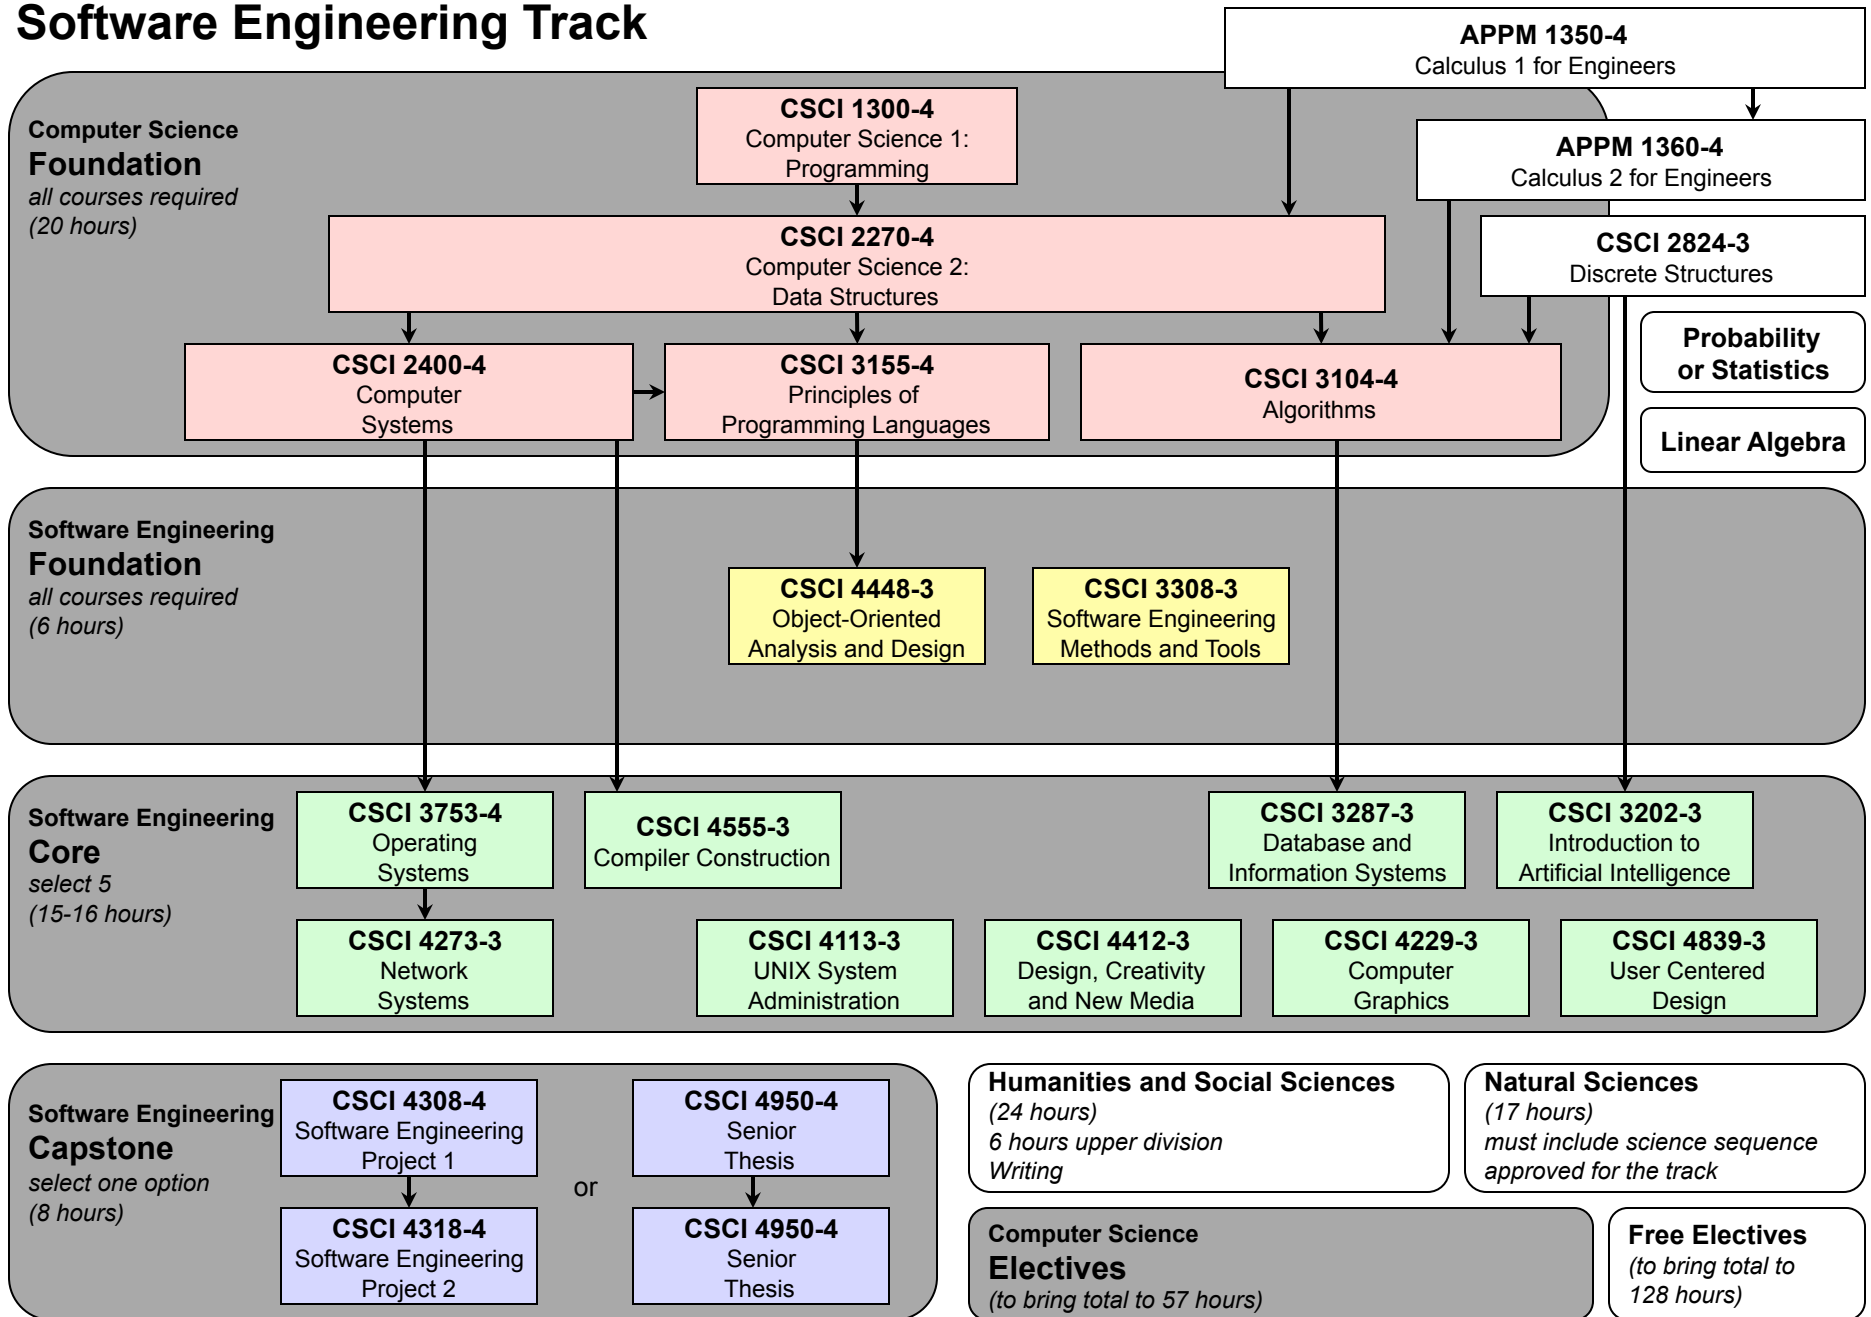 Software Engineering Track
APPM 1350-4
Calculus 1 for Engineers
Computer Science
Foundation
all courses required
(20 hours)
CSCI 1300-4
Computer Science 1:
Programming
APPM 1360-4
Calculus 2 for Engineers
CSCI 2270-4
Computer Science 2:
Data Structures
CSCI 2824-3
Discrete Structures
CSCI 2400-4
Computer
Systems
CSCI 3155-4
Principles of
Programming Languages
CSCI 3104-4
Algorithms
Probability
or Statistics
Linear Algebra
Software Engineering
Foundation
all courses required
(6 hours)
CSCI 4448-3
Object-Oriented
Analysis and Design
CSCI 3308-3
Software Engineering
Methods and Tools
Software Engineering
Core
select 5
(15-16 hours)
CSCI 3753-4
Operating
Systems
CSCI 4555-3
Compiler Construction
CSCI 3287-3
Database and
Information Systems
CSCI 3202-3
Introduction to
Artificial Intelligence
CSCI 4273-3
Network
Systems
CSCI 4113-3
UNIX System
Administration
CSCI 4412-3
Design, Creativity
and New Media
CSCI 4229-3
Computer
Graphics
CSCI 4839-3
User Centered
Design
Software Engineering
Capstone
select one option
(8 hours)
CSCI 4308-4
Software Engineering
Project 1
or
CSCI 4950-4
Senior
Thesis
CSCI 4318-4
Software Engineering
Project 2
CSCI 4950-4
Senior
Thesis
Humanities and Social Sciences
(24 hours)
6 hours upper division
Writing
Natural Sciences
(17 hours)
must include science sequence
approved for the track
Computer Science
Electives
(to bring total to 57 hours)
Free Electives
(to bring total to
128 hours)